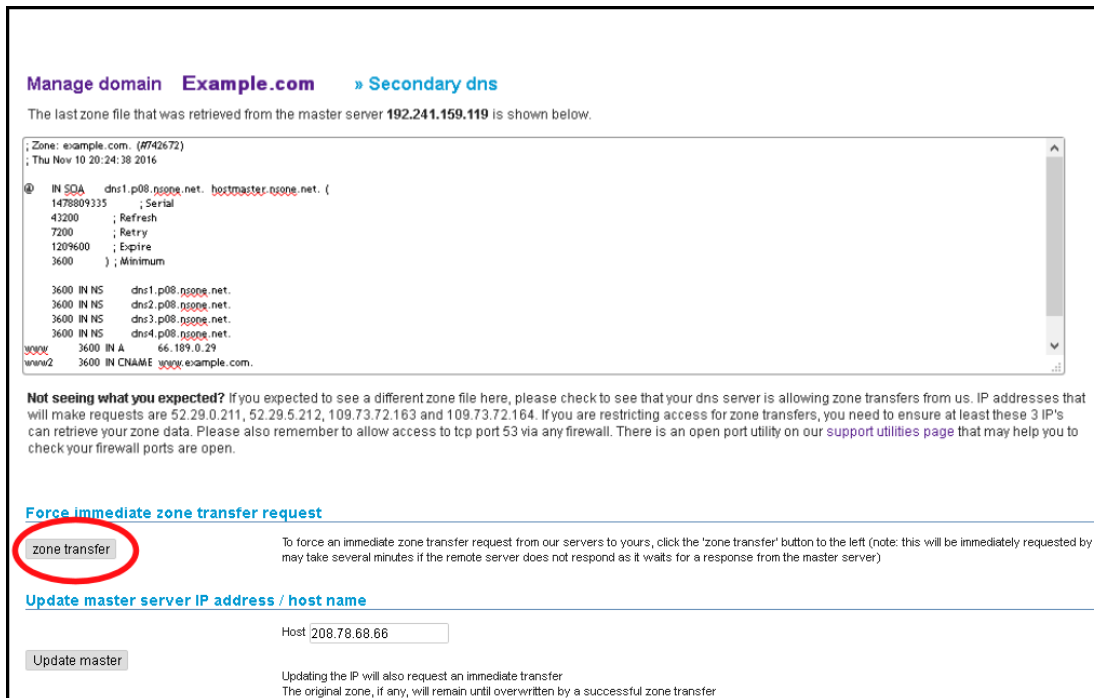 Manage domain Example.com » Secondary dns
The last zone file that was retrieved from the master server 192.241.159.119 is shown below.
; Zone: example.com. (#742672)
; Thu Nov 10 20:24:38 2016
@ IN SOA dns1.p08.nsone.net. hostmaster.nsone.net. (
1478809335 ; Serial
43200 ; Refresh
7200 ; Retry
1209600 ; Expire
3600 ) ; Minimum
3600 IN NS dns1.p08.nsone.net.
3600 IN NS dns2.p08.nsone.net.
3600 IN NS dns3.p08.nsone.net.
3600 IN NS dns4.p08.nsone.net.
www 3600 IN A 66.189.0.29
www2 3600 IN CNAME www.example.com.
Not seeing what you expected? If you expected to see a different zone file here, please check to see that your dns server is allowing zone transfers from us. IP addresses that
will make requests are 52.29.0.211, 52.29.5.212, 109.73.72.163 and 109.73.72.164. If you are restricting access for zone transfers, you need to ensure at least these 3 IP's
can retrieve your zone data. Please also remember to allow access to tcp port 53 via any firewall. There is an open port utility on our support utilities page that may help you to
check your firewall ports are open.
Force immediate zone transfer request
zone transfer
To force an immediate zone transfer request from our servers to yours, click the 'zone transfer' button to the left (note: this will be immediately requested by
may take several minutes if the remote server does not respond as it waits for a response from the master server)
Update master server IP address / host name
Host 208.78.68.66
Update master
Updating the IP will also request an immediate transfer
The original zone, if any, will remain until overwritten by a successful zone transfer